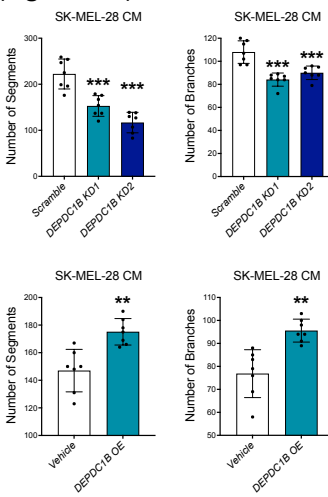 SK-MEL-28 CM
Number of Segments
300
200
100
0
***
***
Scramble
DEPDC1B KD1
DEPDC1B KD2
SK-MEL-28 CM
Number of Branches
120
100
80
60
40
20
0
***
***
Scramble
DEPDC1B KD1
DEPDC1B KD2
SK-MEL-28 CM
Number of Segments
200
180
160
140
120
100
**
Vehicle
DEPDC1B OE
SK-MEL-28 CM
Number of Branches
110
100
90
80
70
60
50
**
Vehicle
DEPDC1B OE